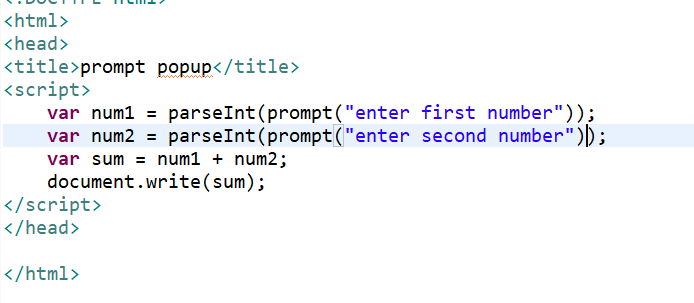 <!DOCTYPE html>
<html>
<head>
<title>prompt popup</title>
<script>
    var num1 = parseInt(prompt("enter first number"));
    var num2 = parseInt(prompt("enter second number"));
    var sum = num1 + num2;
    document.write(sum);
</script>
</head>

</html>